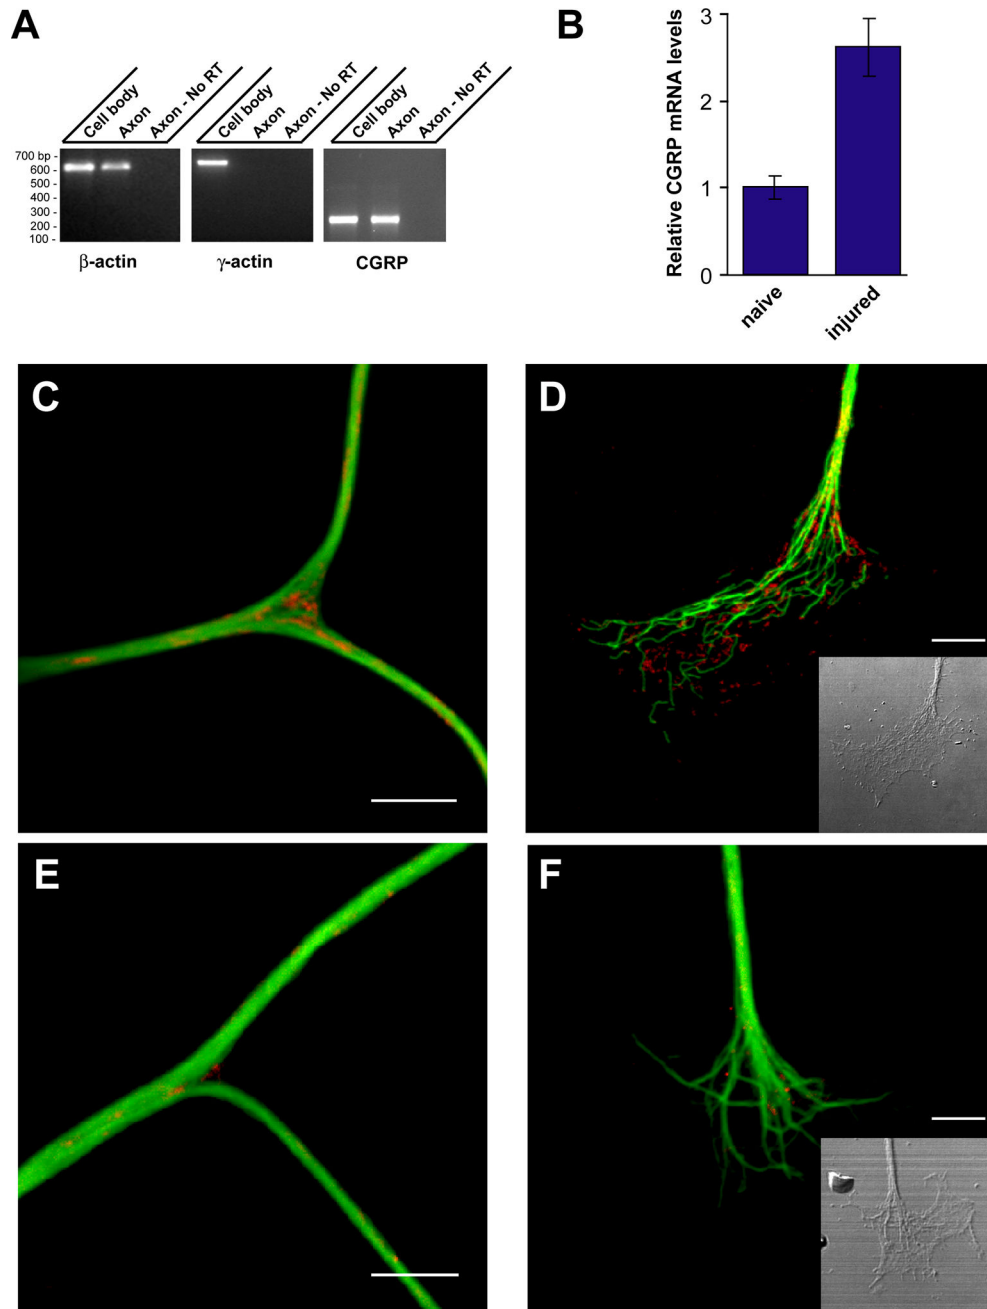 A
Cell body
Axon
Axon - No RT
Cell body
Axon
Axon - No RT
Cell body
Axon
Axon - No RT
700 bp -
600 -
500 -
400 -
300 -
200 -
100 -
β-actin
γ-actin
CGRP
B
Relative CGRP mRNA levels
3
2
1
0
naive
injured
C
D
E
F